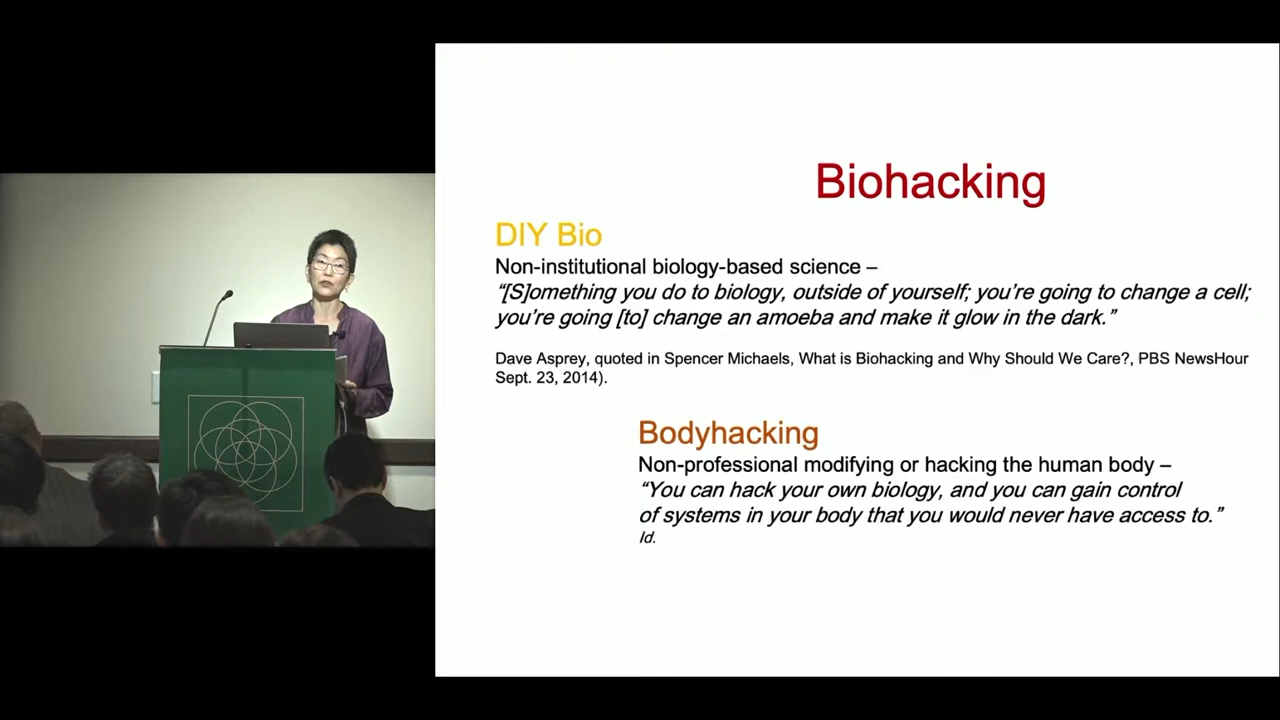 Biohacking
DIY Bio
Non-institutional biology-based science –
“[S]omething you do to biology, outside of yourself; you’re going to change a cell;
you’re going [to] change an amoeba and make it glow in the dark.”
Dave Asprey, quoted in Spencer Michaels, What is Biohacking and Why Should We Care?, PBS NewsHour
Sept. 23, 2014).
Bodyhacking
Non-professional modifying or hacking the human body –
“You can hack your own biology, and you can gain control
of systems in your body that you would never have access to.”
Id.